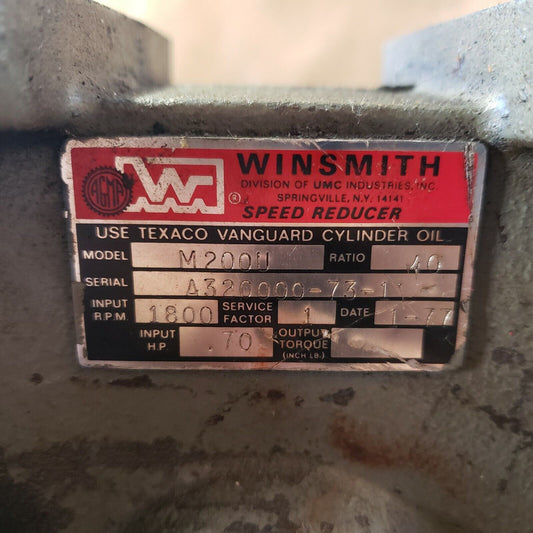 AGMA
W
®
WINSMITH
DIVISION OF UMC INDUSTRIES, INC.
SPRINGVILLE, N.Y. 14141
SPEED REDUCER
USE TEXACO VANGUARD CYLINDER OIL
MODEL M200U RATIO 40
SERIAL
INPUT R.P.M 1800 SERVICE FACTOR 1 DATE 1-77
INPUT H.P .70 OUTPUT TORQUE (INCH LB.)